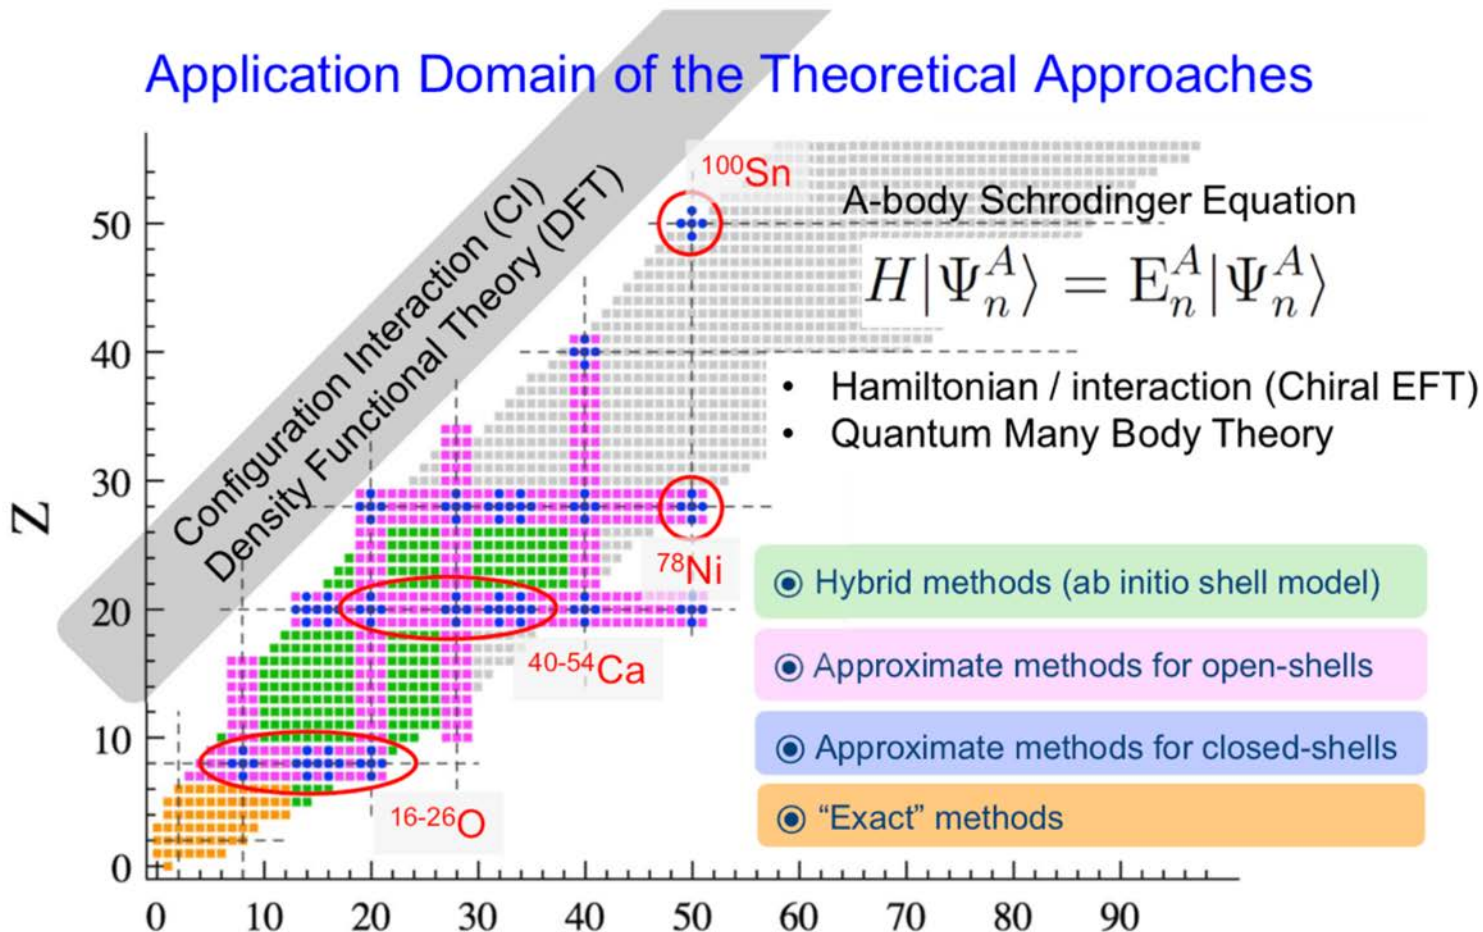 Application Domain of the Theoretical Approaches
Configuration Interaction (CI)
Density Functional Theory (DFT)
¹⁰⁰Sn
A-body Schrodinger Equation
H|Ψₙᴬ⟩ = Eₙᴬ|Ψₙᴬ⟩
• Hamiltonian / interaction (Chiral EFT)
• Quantum Many Body Theory
⁷⁸Ni
Hybrid methods (ab initio shell model)
⁴⁰⁻⁵⁴Ca
Approximate methods for open-shells
Approximate methods for closed-shells
¹⁶⁻²⁶O
“Exact” methods
Z
50
40
30
20
10
0
0 10 20 30 40 50 60 70 80 90